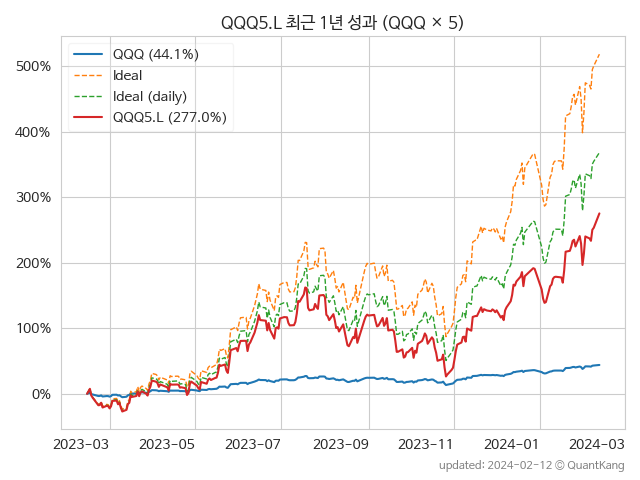 QQQ5.L 최근 1년 성과 (QQQ × 5)
QQQ (44.1%)
Ideal
Ideal (daily)
QQQ5.L (277.0%)
500%
400%
300%
200%
100%
0%
2023-03 2023-05 2023-07 2023-09 2023-11 2024-01 2024-03
updated: 2024-02-12 © QuantKang